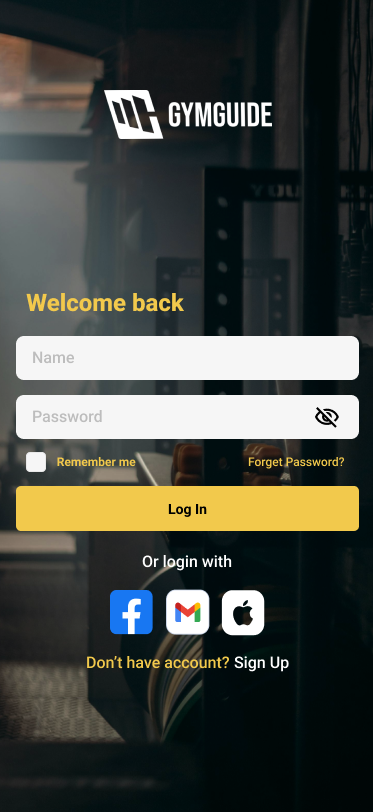 GYMGUIDE
Welcome back
Name
Password
Remember me
Forget Password?
Log In
Or login with
Don't have account? Sign Up